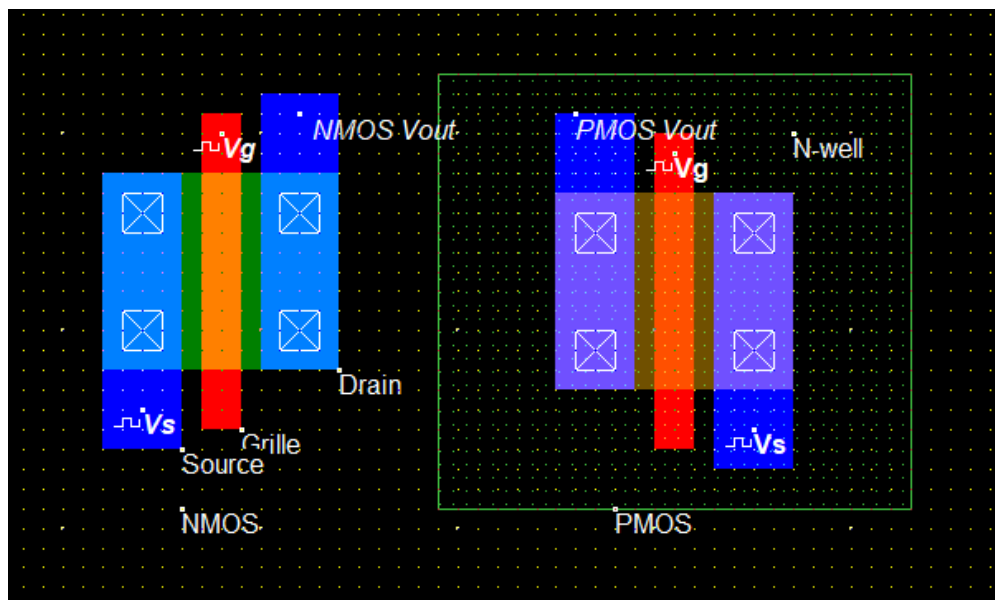 NMOS Vout
Vg
Drain
Vs
Grille
Source
NMOS
PMOS Vout
Vg
N-well
Vs
PMOS